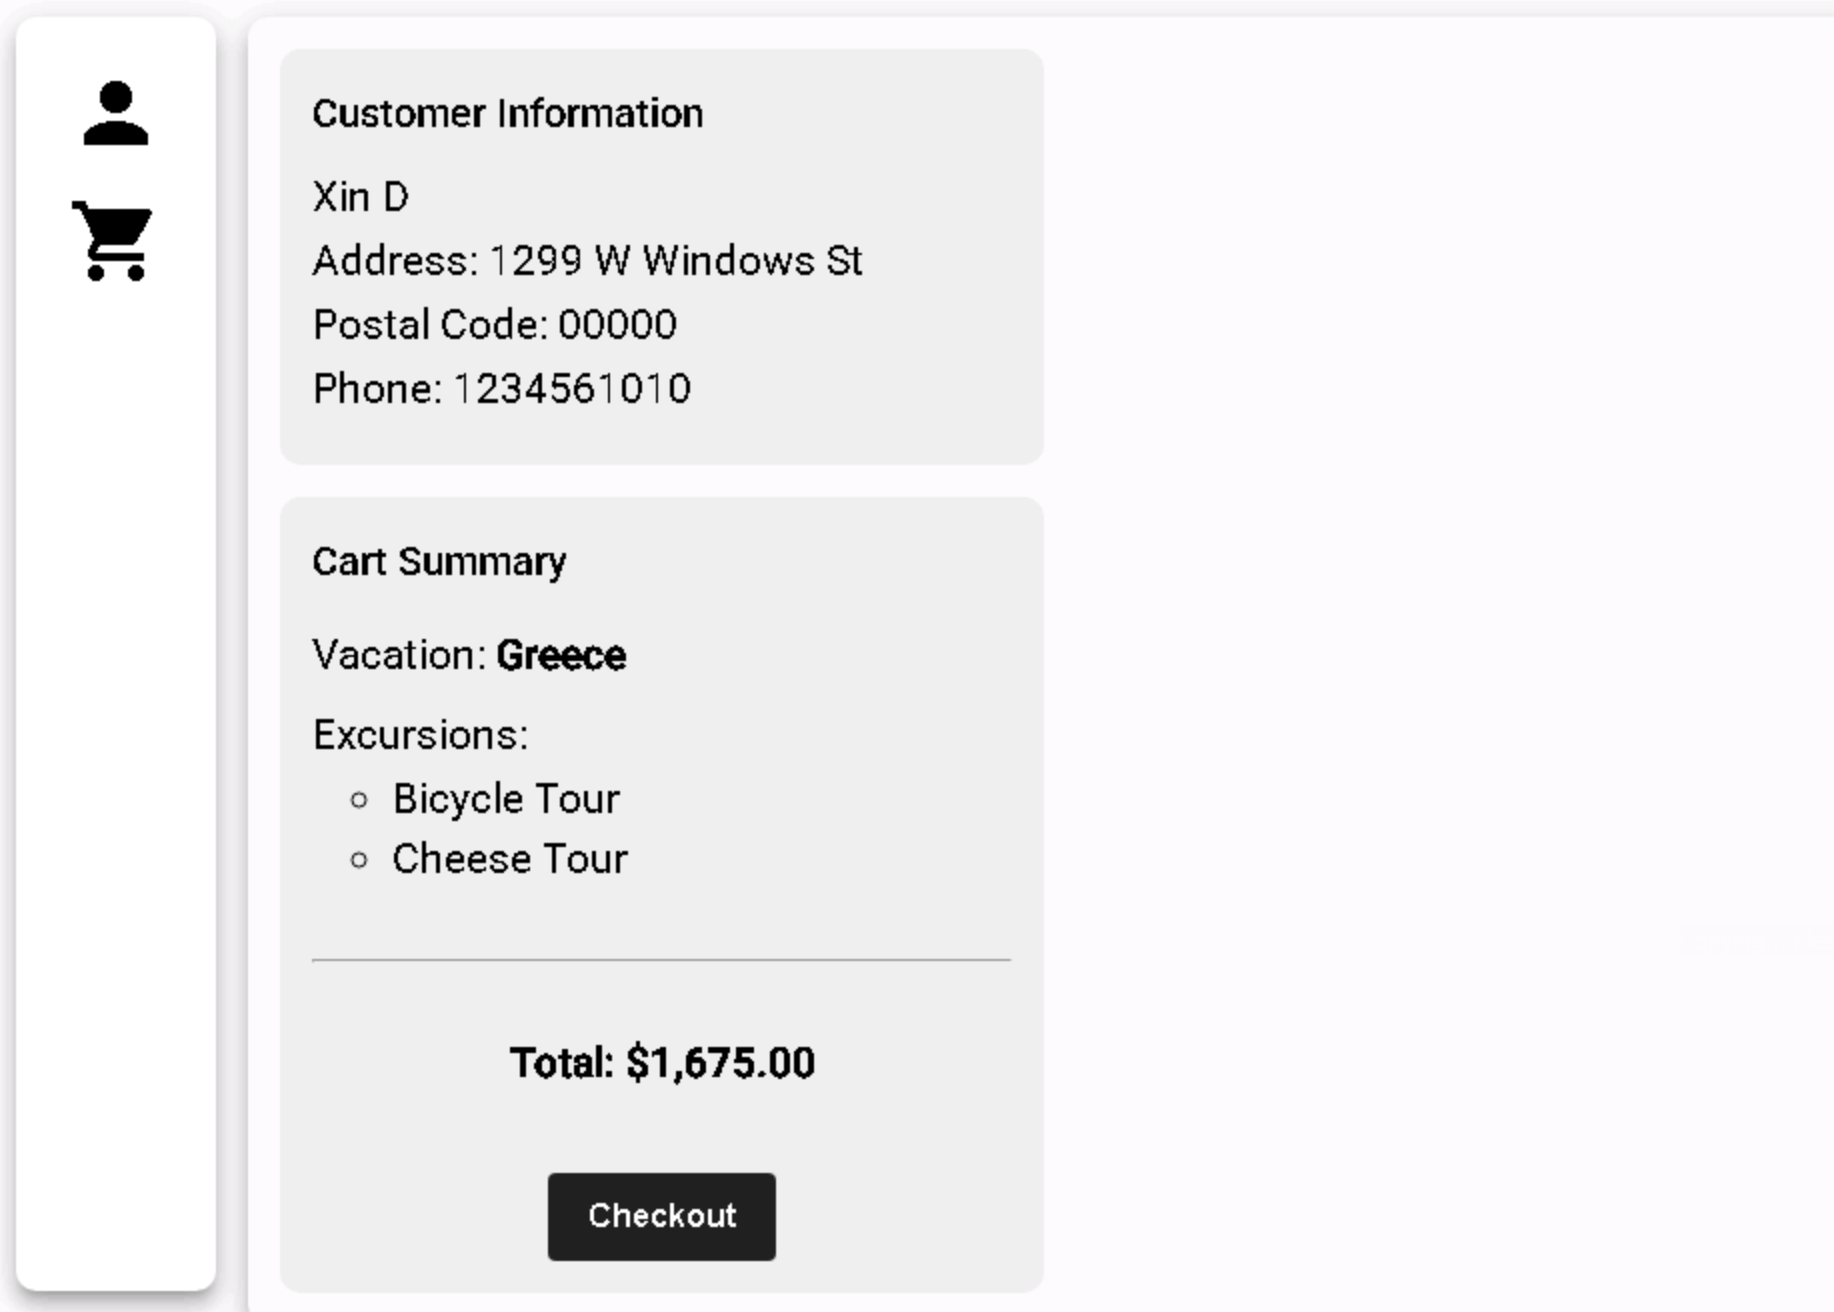 Customer Information
Xin D
Address: 1299 W Windows St
Postal Code: 00000
Phone: 1234561010
Cart Summary
Vacation: Greece
Excursions:
Bicycle Tour
Cheese Tour
Total: $1,675.00
Checkout